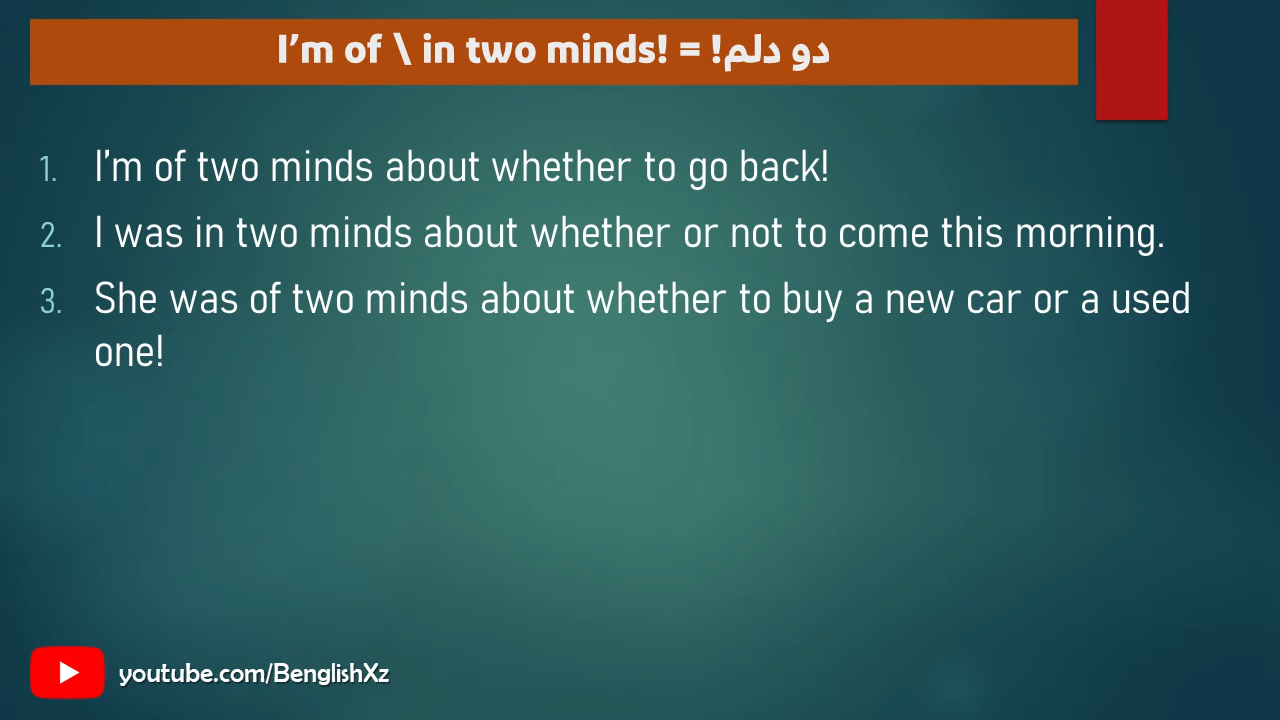 I'm of \ in two minds! = دو دلم!
1. I'm of two minds about whether to go back!
2. I was in two minds about whether or not to come this morning.
3. She was of two minds about whether to buy a new car or a used
one!
youtube.com/BenglishXz